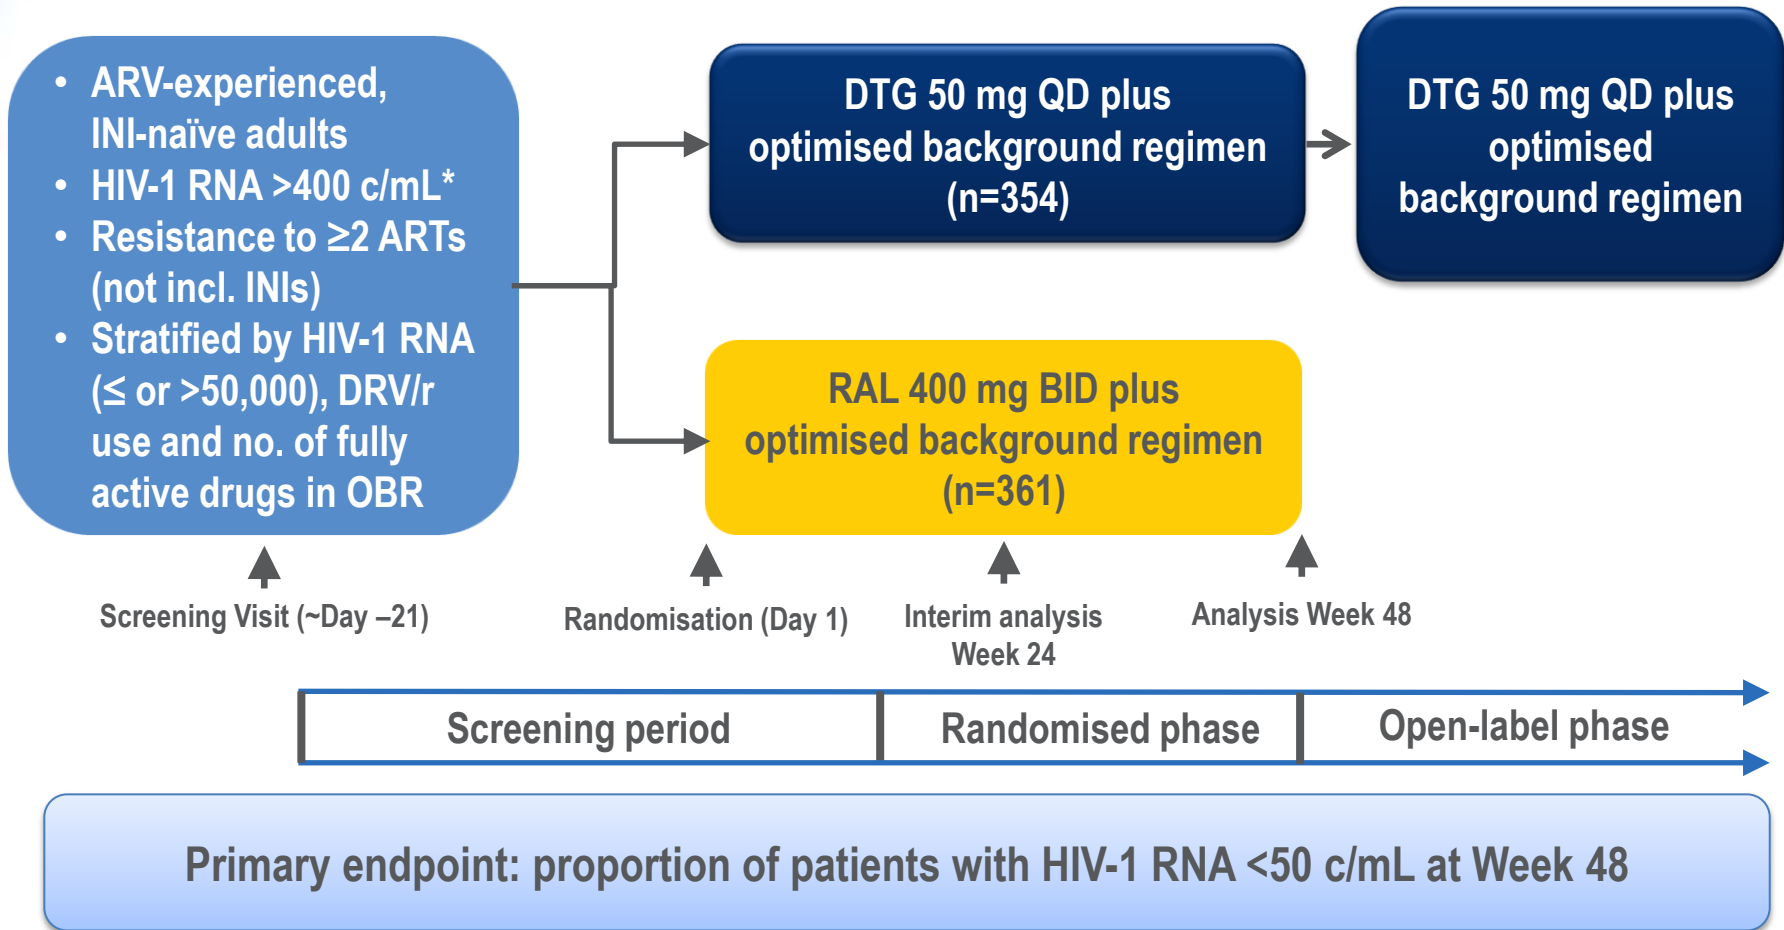 • ARV-experienced,
INI-naïve adults
• HIV-1 RNA >400 c/mL*
• Resistance to ≥2 ARTs
(not incl. INIs)
• Stratified by HIV-1 RNA
(≤ or >50,000), DRV/r
use and no. of fully
active drugs in OBR
DTG 50 mg QD plus
optimised background regimen
(n=354)
DTG 50 mg QD plus
optimised
background regimen
RAL 400 mg BID plus
optimised background regimen
(n=361)
Screening Visit (~Day –21)
Randomisation (Day 1)
Interim analysis
Week 24
Analysis Week 48
Screening period
Randomised phase
Open-label phase
Primary endpoint: proportion of patients with HIV-1 RNA <50 c/mL at Week 48